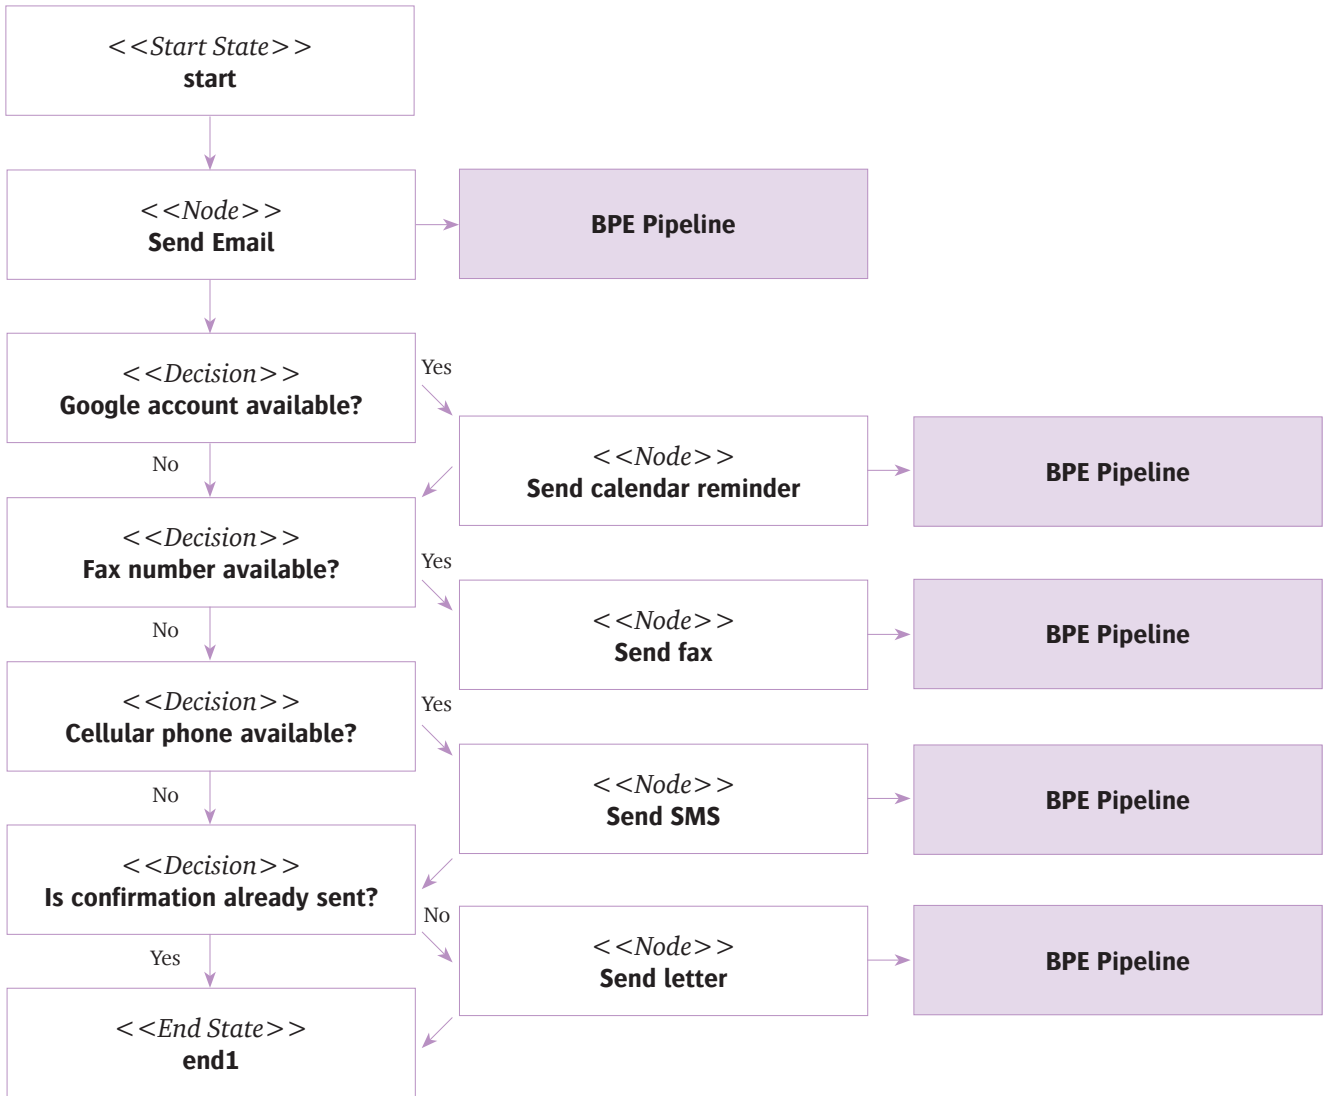 <<Start State>>
start
<<Node>>
Send Email
BPE Pipeline
<<Decision>>
Google account available?
Yes
No
<<Node>>
Send calendar reminder
BPE Pipeline
<<Decision>>
Fax number available?
Yes
No
<<Node>>
Send fax
BPE Pipeline
<<Decision>>
Cellular phone available?
Yes
No
<<Node>>
Send SMS
BPE Pipeline
<<Decision>>
Is confirmation already sent?
No
Yes
<<Node>>
Send letter
BPE Pipeline
<<End State>>
end1